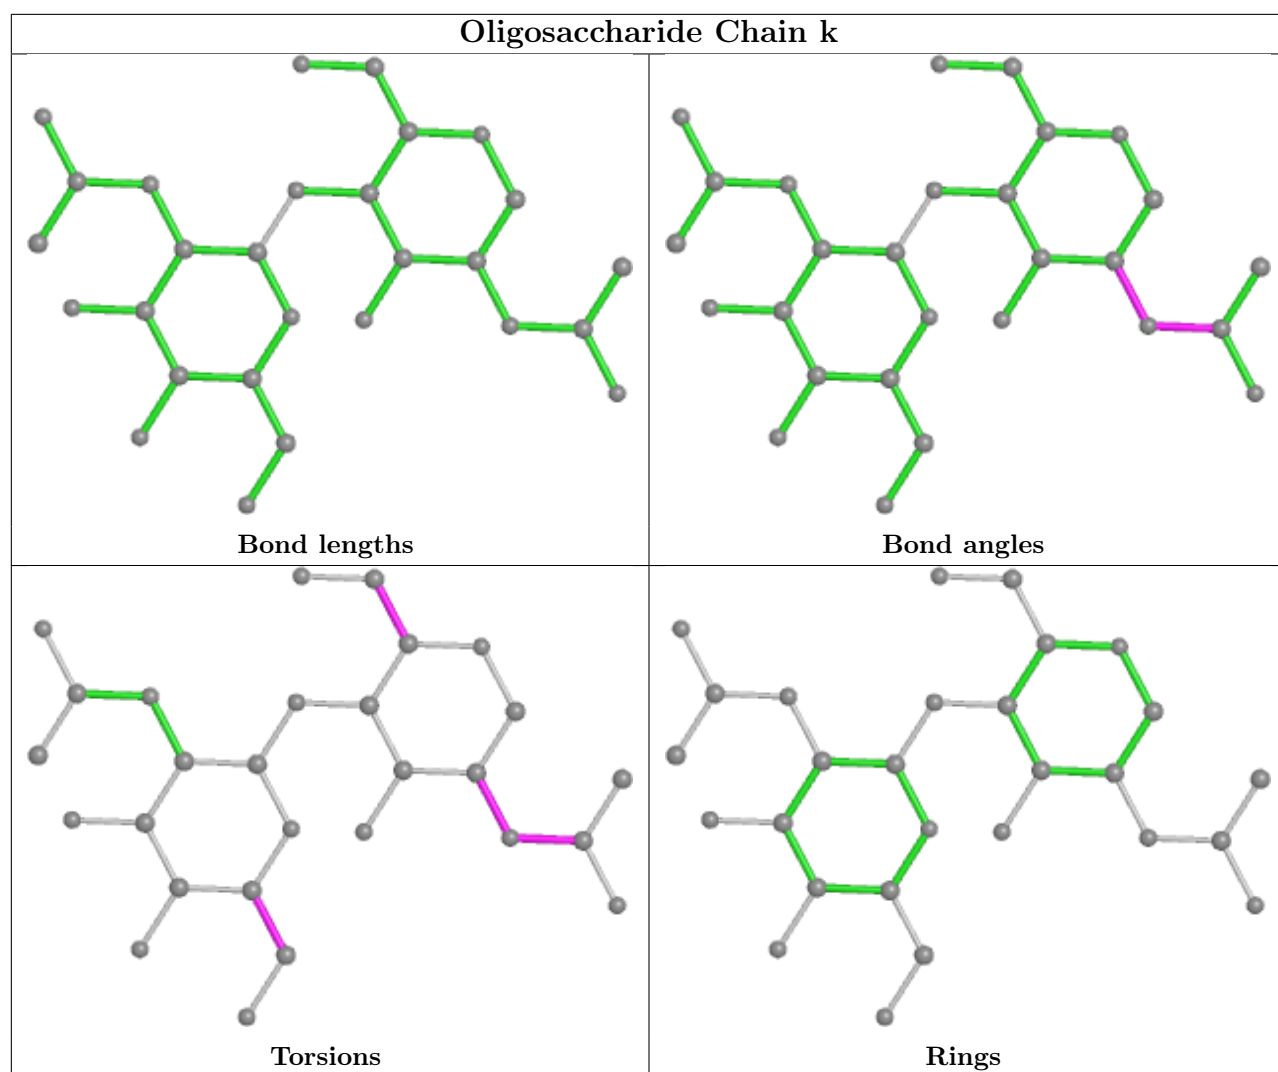 Oligosaccharide Chain k
Bond lengths
Bond angles
Torsions
Rings